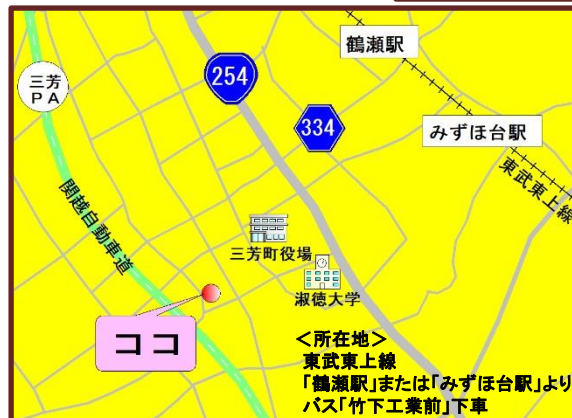 鶴瀬駅
254
三芳
PA
334
みずほ台駅
東武東上線
関越自動車道
三芳町役場
淑徳大学
ココ
<所在地>
東武東上線
「鶴瀬駅」または「みずほ台駅」より
バス「竹下工業前」下車